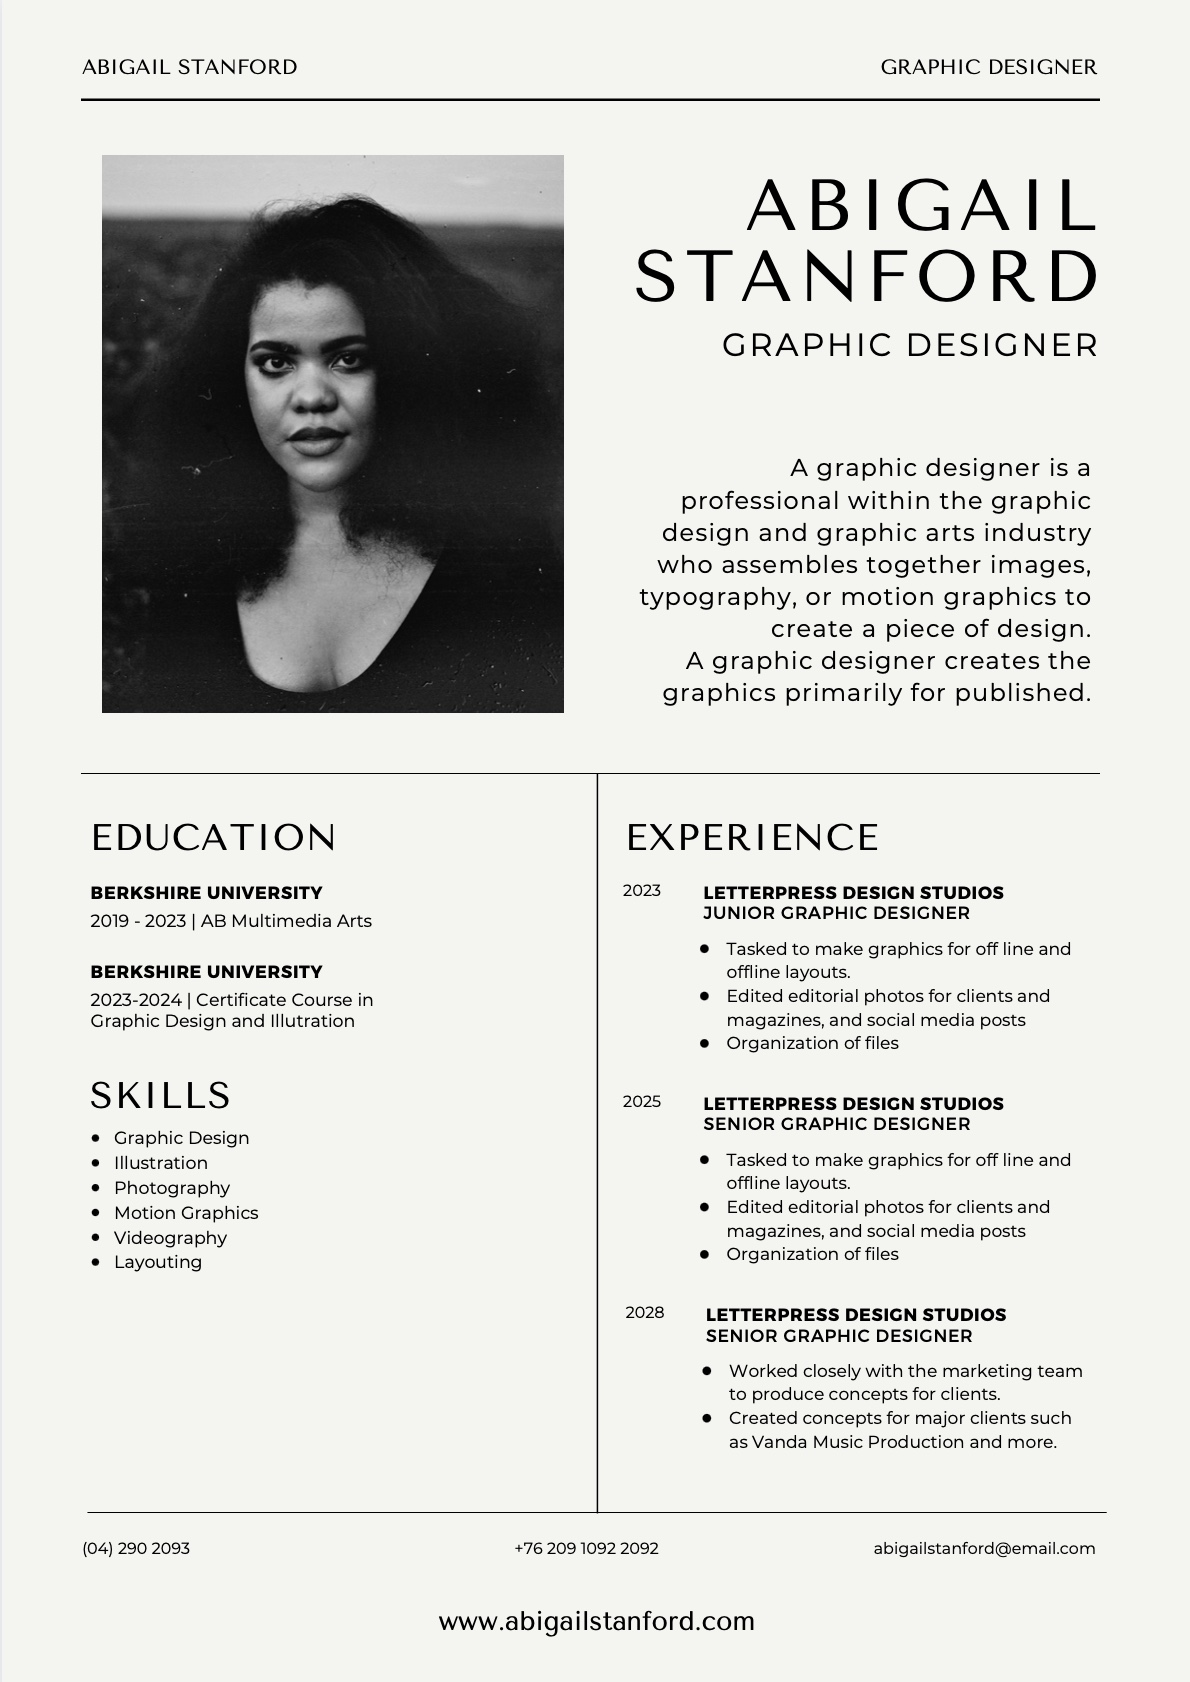 ABIGAIL STANFORD
GRAPHIC DESIGNER
ABIGAIL
STANFORD
GRAPHIC DESIGNER
A graphic designer is a
professional within the graphic
design and graphic arts industry
who assembles together images,
typography, or motion graphics to
create a piece of design.
A graphic designer creates the
graphics primarily for published.
EDUCATION
BERKSHIRE UNIVERSITY
2019 - 2023 | AB Multimedia Arts
BERKSHIRE UNIVERSITY
2023-2024 | Certificate Course in
Graphic Design and Illutration
SKILLS
• Graphic Design
• Illustration
• Photography
• Motion Graphics
• Videography
• Layouting
EXPERIENCE
2023
LETTERPRESS DESIGN STUDIOS
JUNIOR GRAPHIC DESIGNER
• Tasked to make graphics for off line and
offline layouts.
• Edited editorial photos for clients and
magazines, and social media posts
• Organization of files
2025
LETTERPRESS DESIGN STUDIOS
SENIOR GRAPHIC DESIGNER
• Tasked to make graphics for off line and
offline layouts.
• Edited editorial photos for clients and
magazines, and social media posts
• Organization of files
2028
LETTERPRESS DESIGN STUDIOS
SENIOR GRAPHIC DESIGNER
• Worked closely with the marketing team
to produce concepts for clients.
• Created concepts for major clients such
as Vanda Music Production and more.
(04) 290 2093
+76 209 1092 2092
abigailstanford@email.com
www.abigailstanford.com